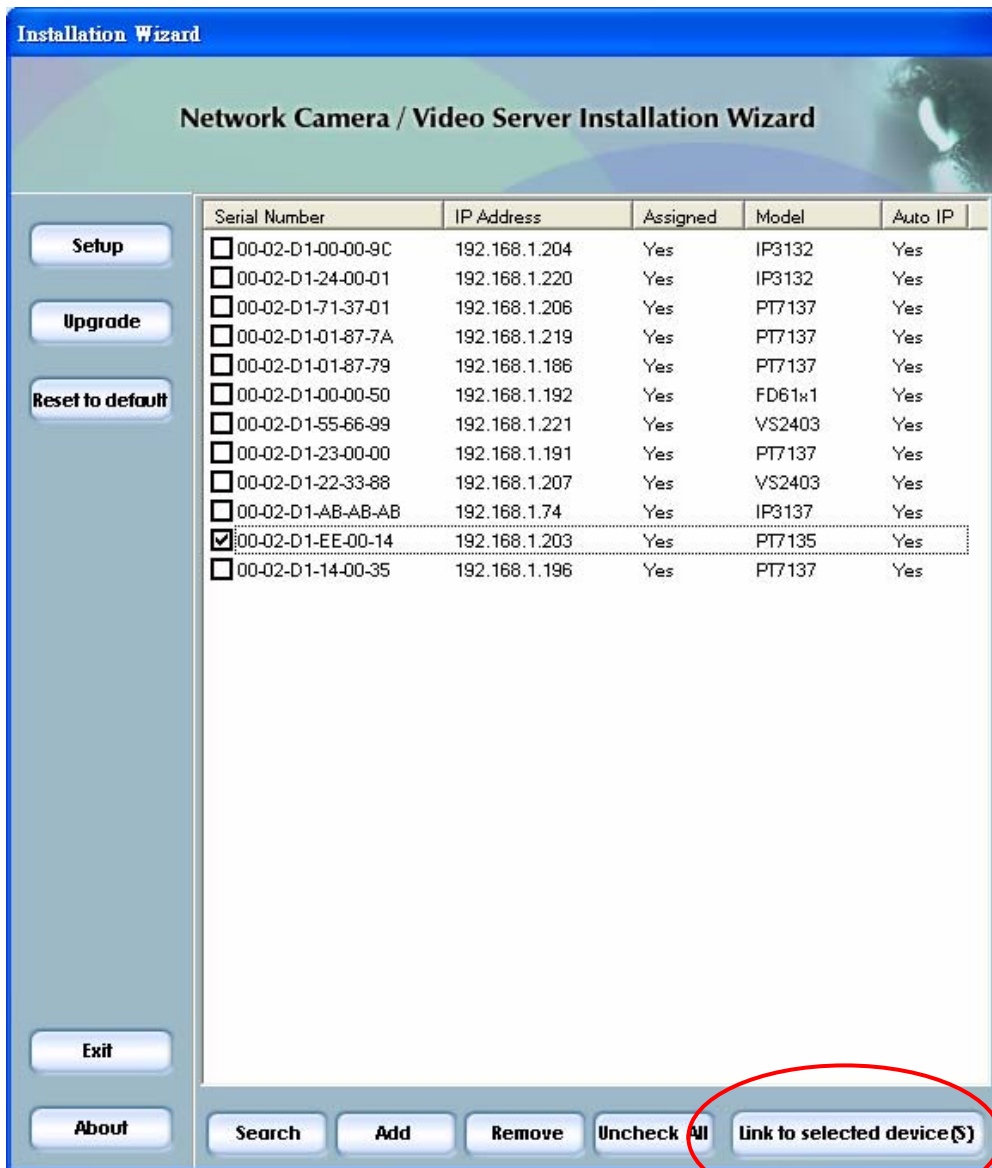 Installation Wizard
Network Camera / Video Server Installation Wizard
Setup
Upgrade
Reset to default
Serial Number IP Address Assigned Model Auto IP
00-02-D1-00-00-9C 192.168.1.204 Yes IP3132 Yes
00-02-D1-24-00-01 192.168.1.220 Yes IP3132 Yes
00-02-D1-71-37-01 192.168.1.206 Yes PT7137 Yes
00-02-D1-01-87-7A 192.168.1.219 Yes PT7137 Yes
00-02-D1-01-87-79 192.168.1.186 Yes PT7137 Yes
00-02-D1-00-00-50 192.168.1.192 Yes FD61x1 Yes
00-02-D1-55-66-99 192.168.1.221 Yes VS2403 Yes
00-02-D1-23-00-00 192.168.1.191 Yes PT7137 Yes
00-02-D1-22-33-88 192.168.1.207 Yes VS2403 Yes
00-02-D1-AB-AB-AB 192.168.1.74 Yes IP3137 Yes
00-02-D1-EE-00-14 192.168.1.203 Yes PT7135 Yes
00-02-D1-14-00-35 192.168.1.196 Yes PT7137 Yes
Exit
About
Search Add Remove Uncheck All Link to selected device(S)